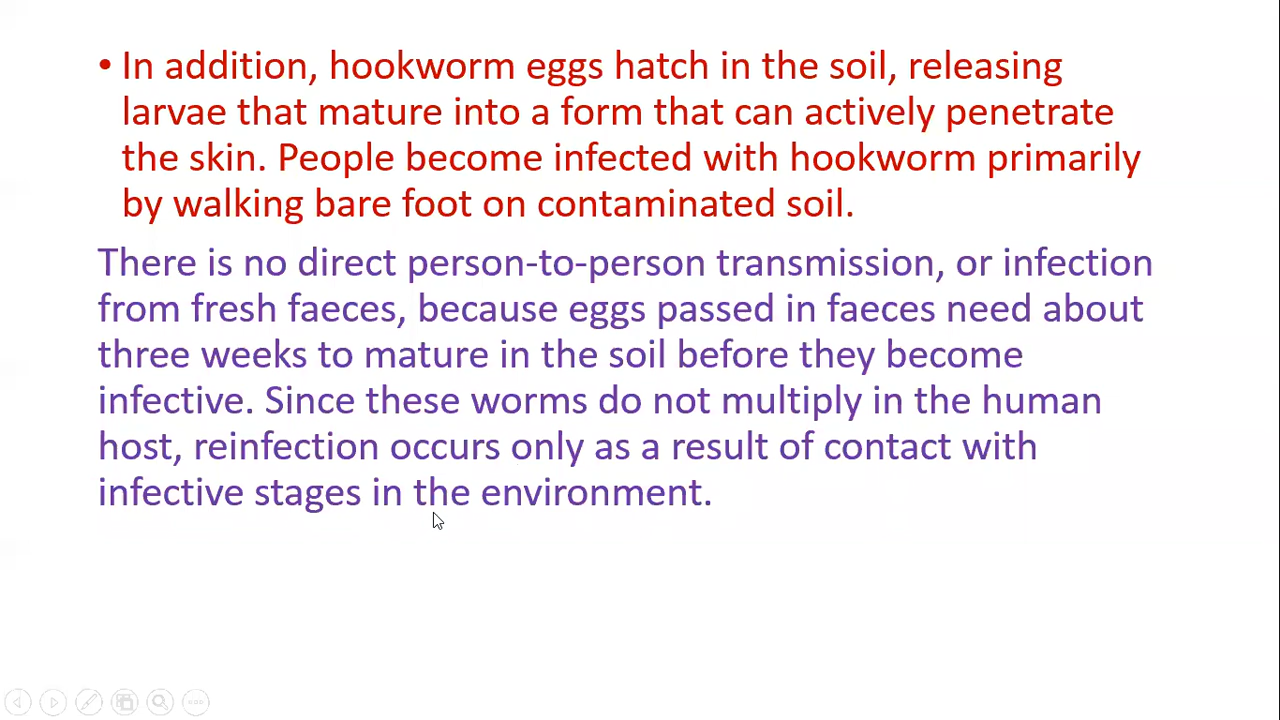 • In addition, hookworm eggs hatch in the soil, releasing
larvae that mature into a form that can actively penetrate
the skin. People become infected with hookworm primarily
by walking bare foot on contaminated soil.
There is no direct person-to-person transmission, or infection
from fresh faeces, because eggs passed in faeces need about
three weeks to mature in the soil before they become
infective. Since these worms do not multiply in the human
host, reinfection occurs only as a result of contact with
infective stages in the environment.